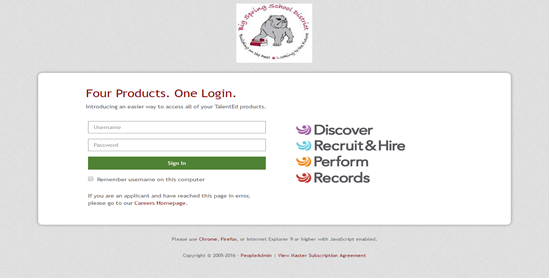 Big Spring School District
Building on the Past ● Looking to the Future
Four Products. One Login.
Introducing an easier way to access all of your TalentEd products.
Username
Password
Sign In
Remember username on this computer
If you are an applicant and have reached this page in error,
please go to our Careers Homepage.
Discover
Recruit & Hire
Perform
Records
Please use Chrome, Firefox, or Internet Explorer 9 or higher with JavaScript enabled.
Copyright © 2005-2016 - PeopleAdmin | View Master Subscription Agreement